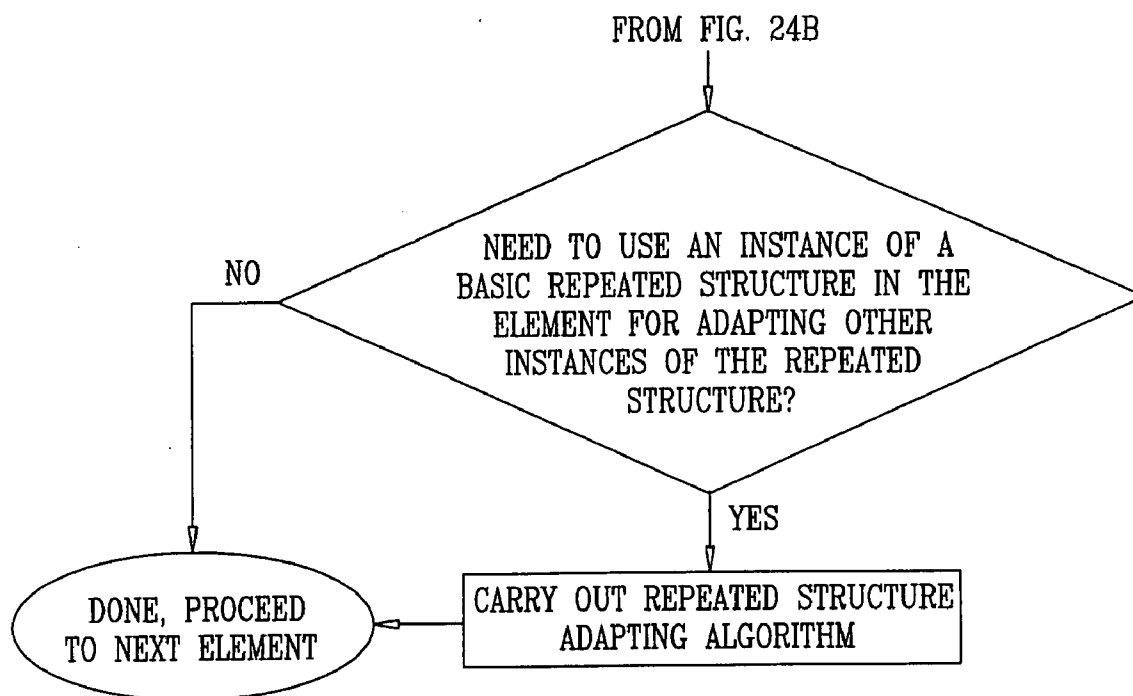 FROM FIG. 24B
NEED TO USE AN INSTANCE OF A
BASIC REPEATED STRUCTURE IN THE
ELEMENT FOR ADAPTING OTHER
INSTANCES OF THE REPEATED
STRUCTURE?
NO
YES
CARRY OUT REPEATED STRUCTURE
ADAPTING ALGORITHM
DONE, PROCEED
TO NEXT ELEMENT